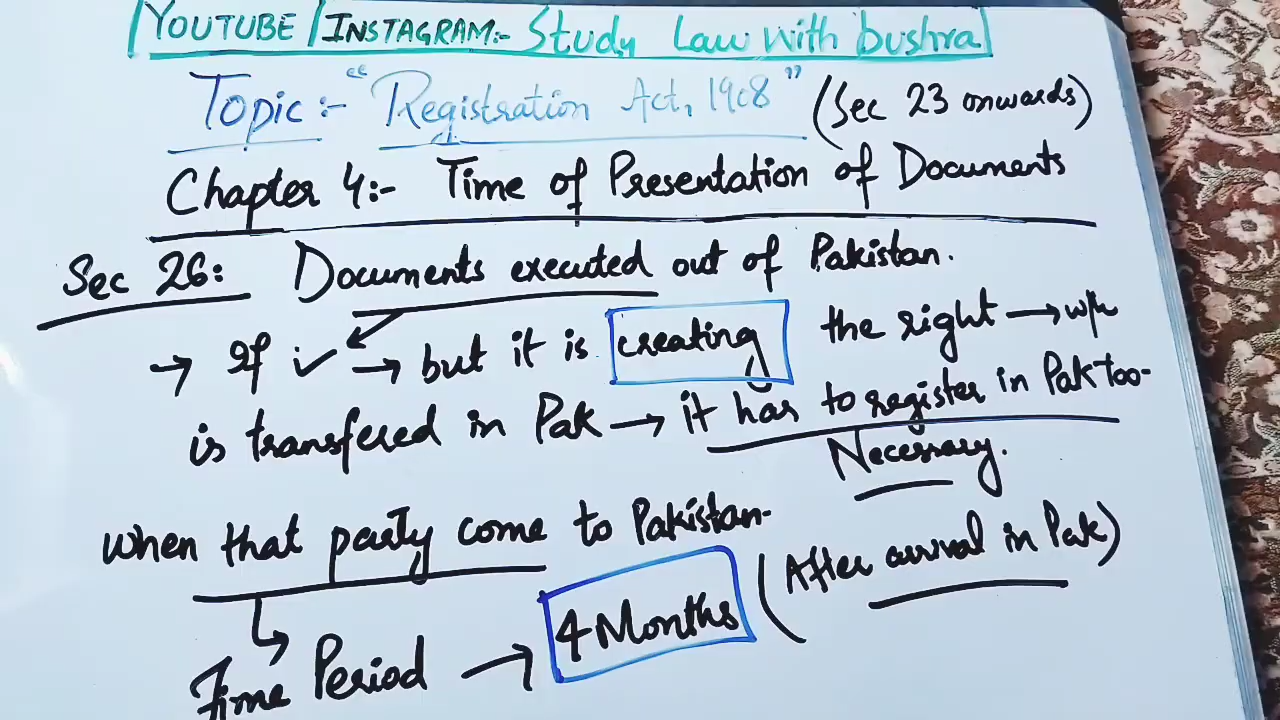 YOUTUBE/INSTAGRAM:- Study Law with bushra
Topic:- "Registration Act, 1908" (Sec 23 onwards)
Chapter 4:- Time of Presentation of Documents
Sec 26: Documents executed out of Pakistan.
→ If ✓ → but it is creating the right → w/c
is transfered in Pak → it has to register in Pak too-
Necessary.
when that party come to Pakistan-
Time Period → 4 Months (After arrival in Pak)